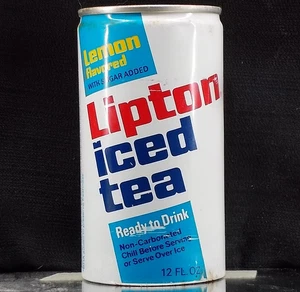 Lemon
flavored
WITH SUGAR ADDED
Lipton
iced
tea
Ready to Drink
Non-Carbonated
Chill Before Serving
or Serve Over Ice
12 FL. OZ.